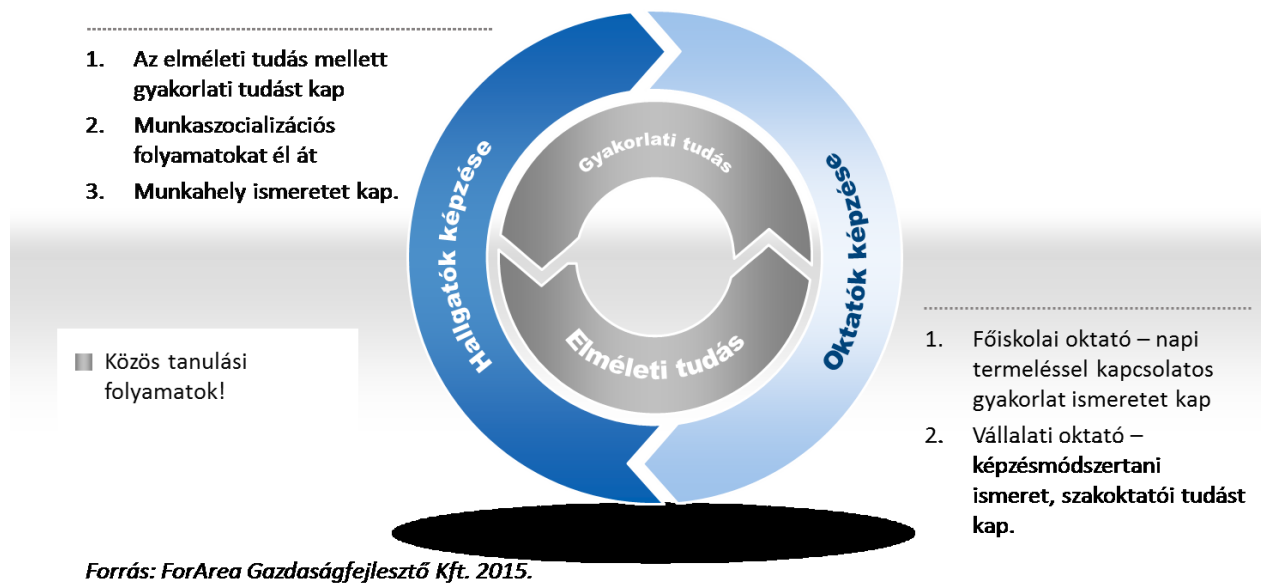 1. Az elméleti tudás mellett
gyakorlati tudást kap
2. Munkaszocializációs
folyamatokat él át
3. Munkahely ismeretet kap.
Közös tanulási
folyamatok!
Hallgatók képzése
Gyakorlati tudás
Elméleti tudás
Oktatók képzése
1. Főiskolai oktató – napi
termeléssel kapcsolatos
gyakorlat ismeretet kap
2. Vállalati oktató –
képzésmódszertani
ismeret, szakoktatói tudást
kap.
Forrás: ForArea Gazdaságfejlesztő Kft. 2015.